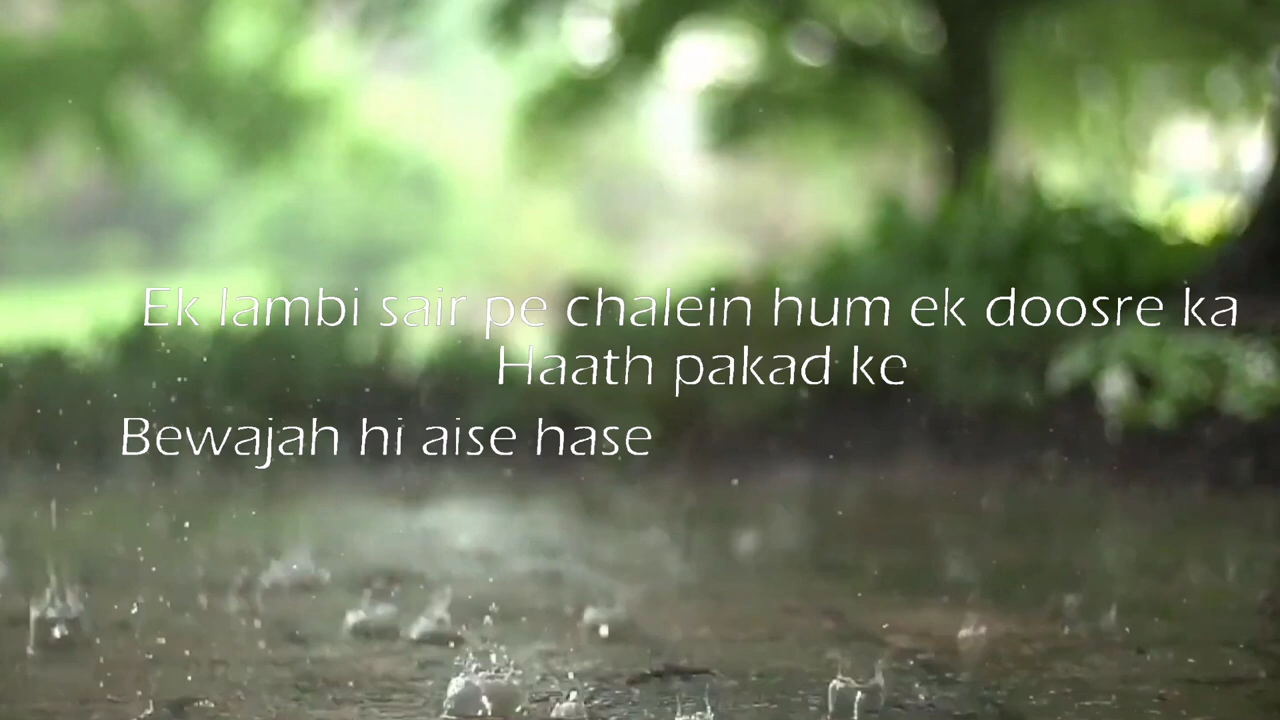 Ek lambi sair pe chalein hum ek doosre ka
Haath pakad ke
Bewajah hi aise hase